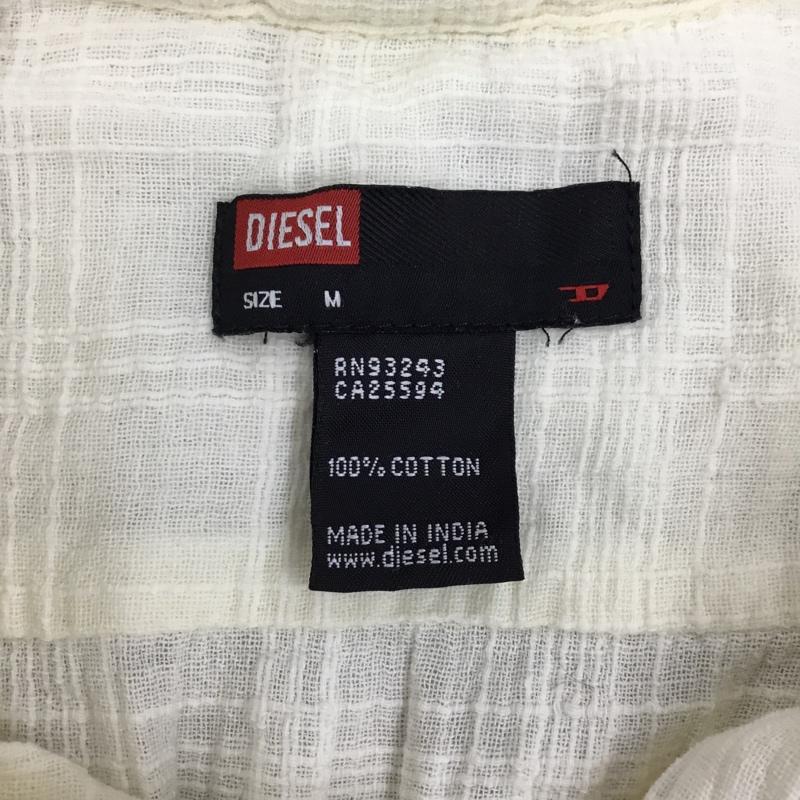 DIESEL
SIZE M
RN93243
CA25594
100% COTTON
MADE IN INDIA
www.diesel.com